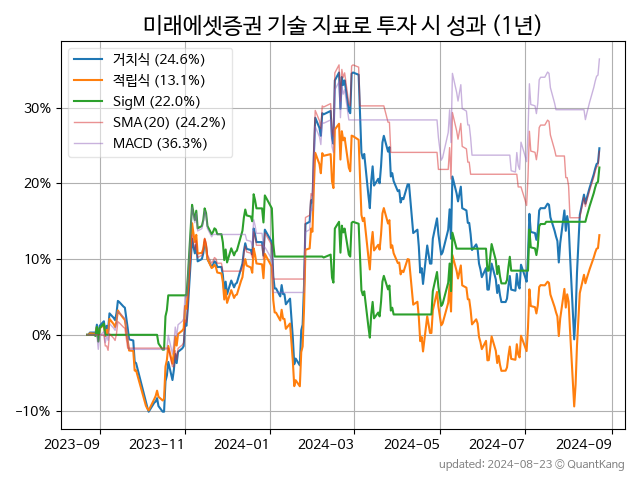 미래에셋증권 기술 지표로 투자 시 성과 (1년)
거치식 (24.6%)
적립식 (13.1%)
SigM (22.0%)
SMA(20) (24.2%)
MACD (36.3%)
30%
20%
10%
0%
−10%
2023-09 2023-11 2024-01 2024-03 2024-05 2024-07 2024-09
updated: 2024-08-23 © QuantKang